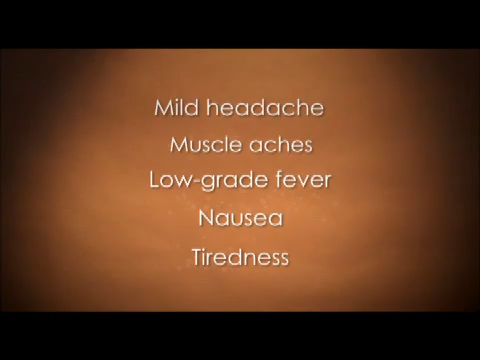 Mild headache
Muscle aches
Low-grade fever
Nausea
Tiredness